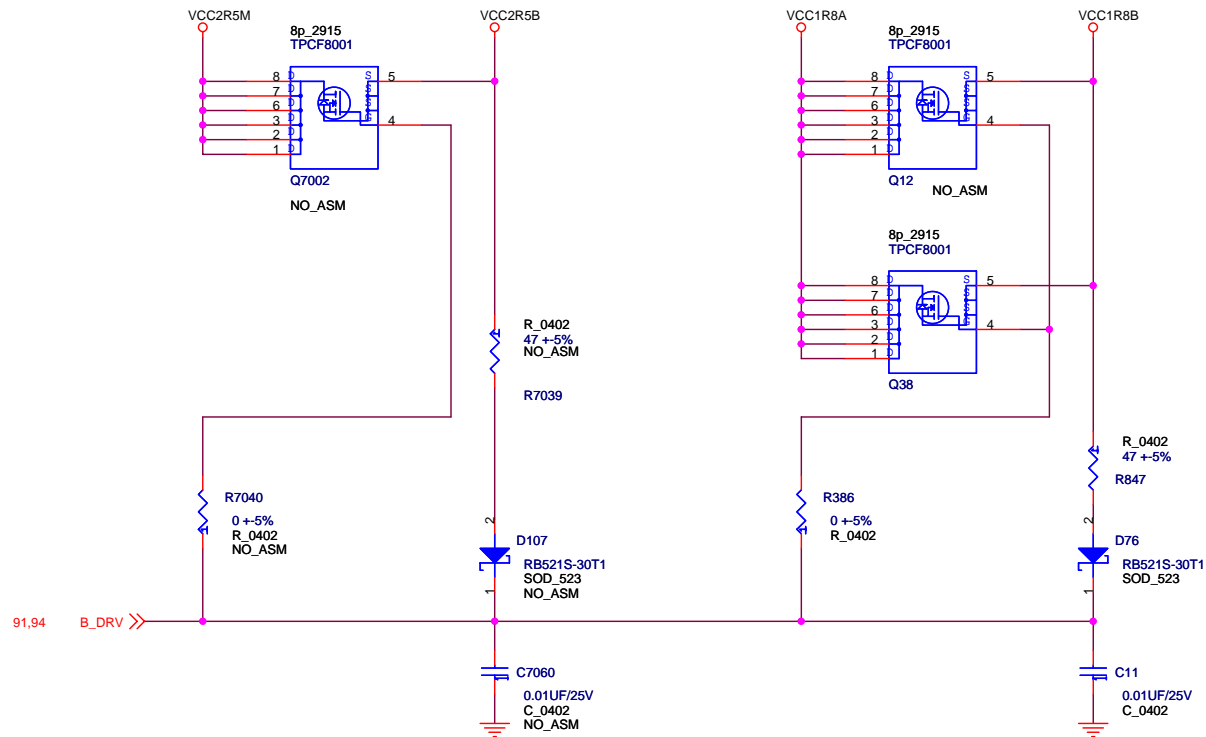 VCC2R5M
VCC2R5B
VCC1R8A
VCC1R8B
8p_2915
TPCF8001
8 D S 5
7 D S
6 D S
3 D G 4
2 D
1 D
Q7002
NO_ASM
8p_2915
TPCF8001
8 D S 5
7 D S
6 D S
3 D G 4
2 D
1 D
Q12
NO_ASM
8p_2915
TPCF8001
8 D S 5
7 D S
6 D S
3 D G 4
2 D
1 D
Q38
1
R_0402
47 +-5%
NO_ASM
R7039
1
R_0402
47 +-5%
R847
R7040
0 +-5%
R_0402
NO_ASM
1
R386
0 +-5%
R_0402
1
2
D107
RB521S-30T1
SOD_523
NO_ASM
1
2
D76
RB521S-30T1
SOD_523
1
91,94 B_DRV
C7060
0.01UF/25V
C_0402
NO_ASM
C11
0.01UF/25V
C_0402